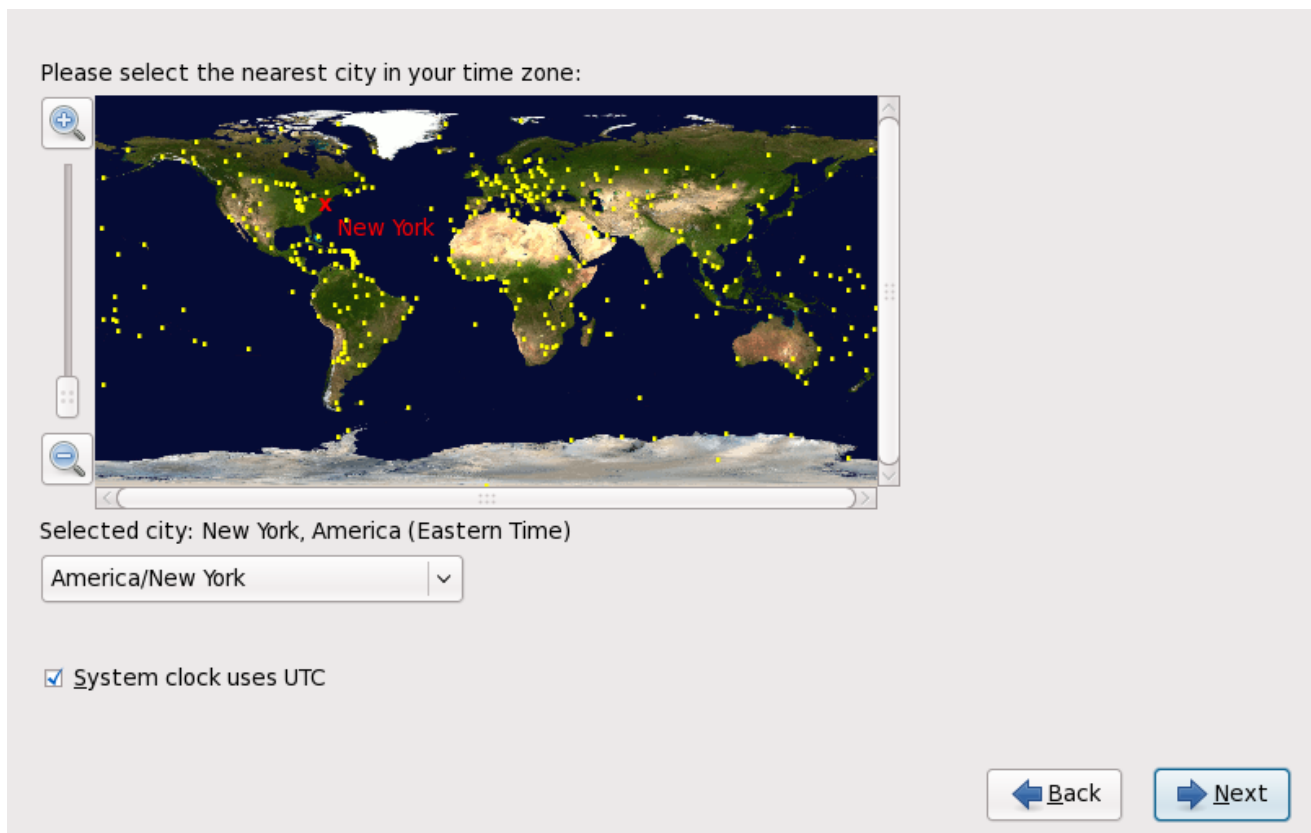 Please select the nearest city in your time zone:
x
New York
Selected city: New York, America (Eastern Time)
America/New York
System clock uses UTC
Back
Next